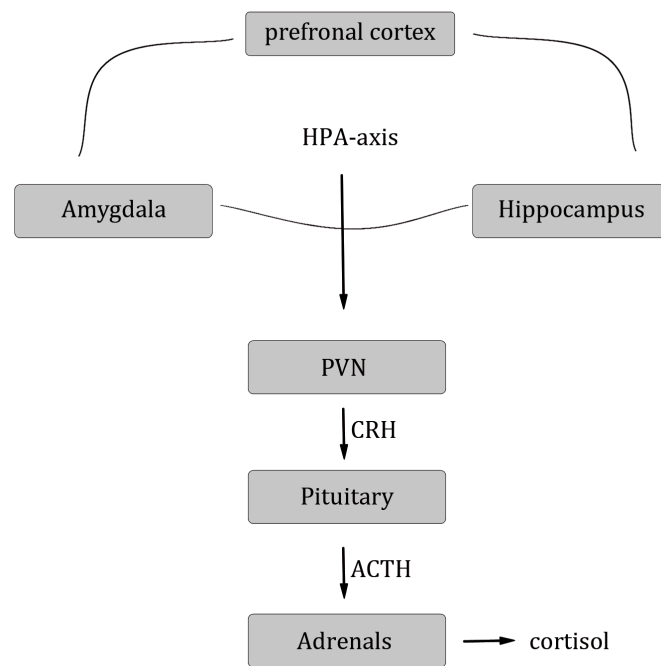 prefronal cortex
HPA-axis
Amygdala
Hippocampus
PVN
CRH
Pituitary
ACTH
Adrenals
cortisol